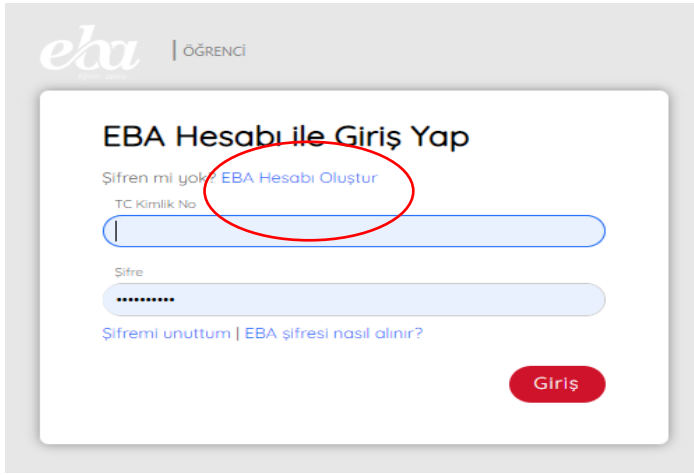 eba | ÖĞRENCİ
EBA Hesabı ile Giriş Yap
Şifren mi yok? EBA Hesabı Oluştur
TC Kimlik No
Şifre
••••••••••
Şifremi unuttum | EBA şifresi nasıl alınır?
Giriş